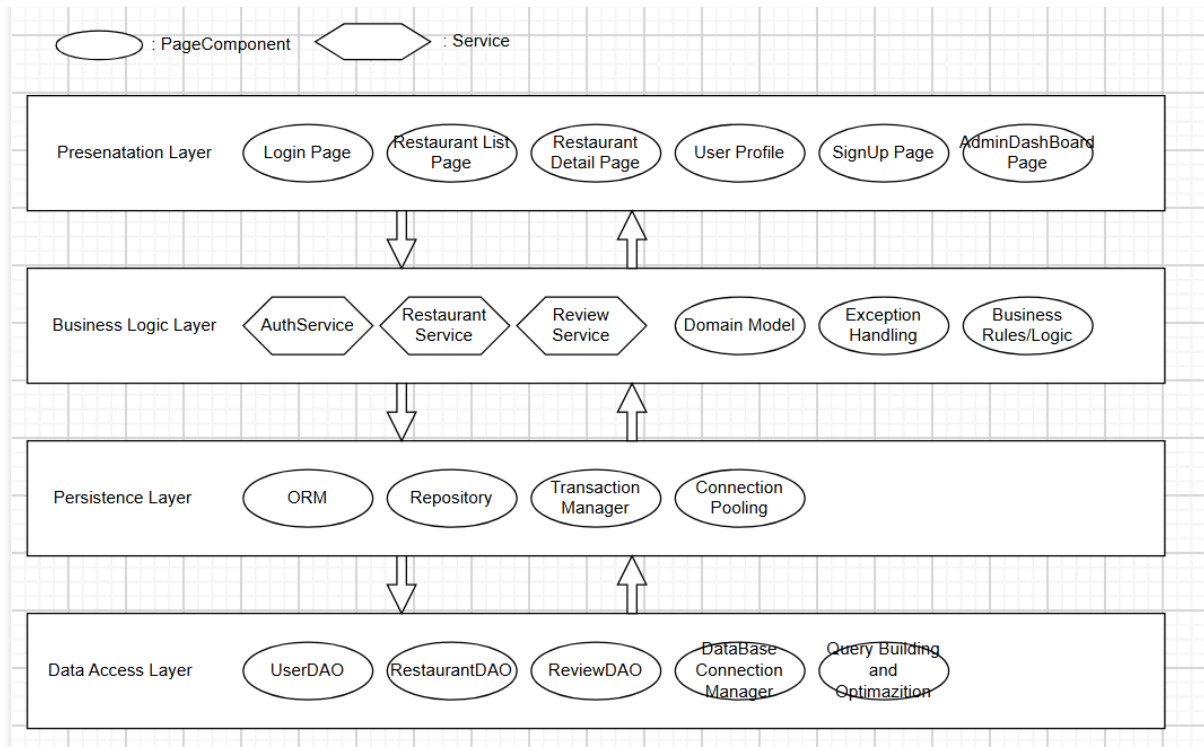 : PageComponent
: Service
Presenatation Layer
Login Page
Restaurant List
Page
Restaurant
Detail Page
User Profile
SignUp Page
AdminDashBoard
Page
Business Logic Layer
AuthService
Restaurant
Service
Review
Service
Domain Model
Exception
Handling
Business
Rules/Logic
Persistence Layer
ORM
Repository
Transaction
Manager
Connection
Pooling
Data Access Layer
UserDAO
RestaurantDAO
ReviewDAO
DataBase
Connection
Manager
Query Building
and
Optimazition